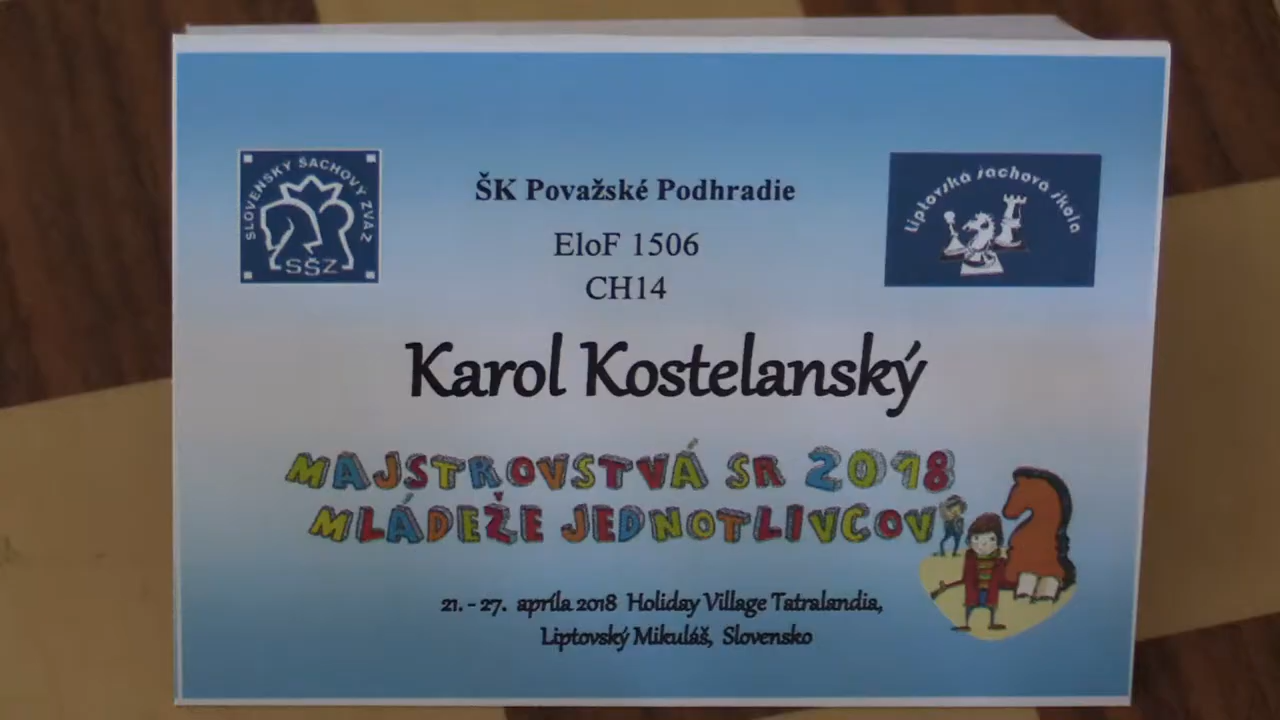 SLOVENSKÝ ŠACHOVÝ ZVÄZ
SŠZ
ŠK Považské Podhradie
EloF 1506
CH14
Liptovská šachová škola
Karol Kostelanský
MAJSTROVSTVÁ SR 2018
MLÁDEŽE JEDNOTLIVCOV
21. - 27. apríla 2018 Holiday Village Tatralandia,
Liptovský Mikuláš, Slovensko